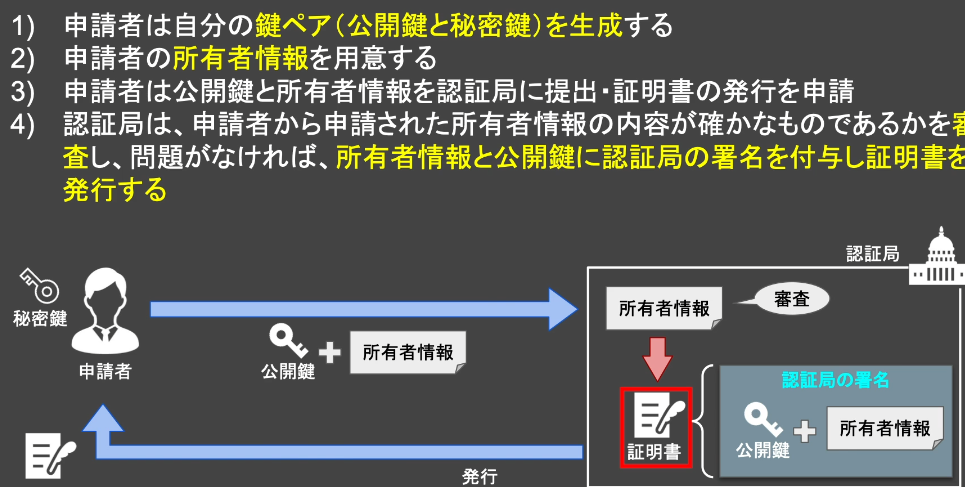 1) 申請者は自分の鍵ペア（公開鍵と秘密鍵）を生成する
2) 申請者の所有者情報を用意する
3) 申請者は公開鍵と所有者情報を認証局に提出・証明書の発行を申請
4) 認証局は、申請者から申請された所有者情報の内容が確かなものであるかを審
査し、問題がなければ、所有者情報と公開鍵に認証局の署名を付与し証明書を
発行する
認証局
所有者情報
審査
秘密鍵
申請者
公開鍵
所有者情報
認証局の署名
証明書
公開鍵
所有者情報
発行